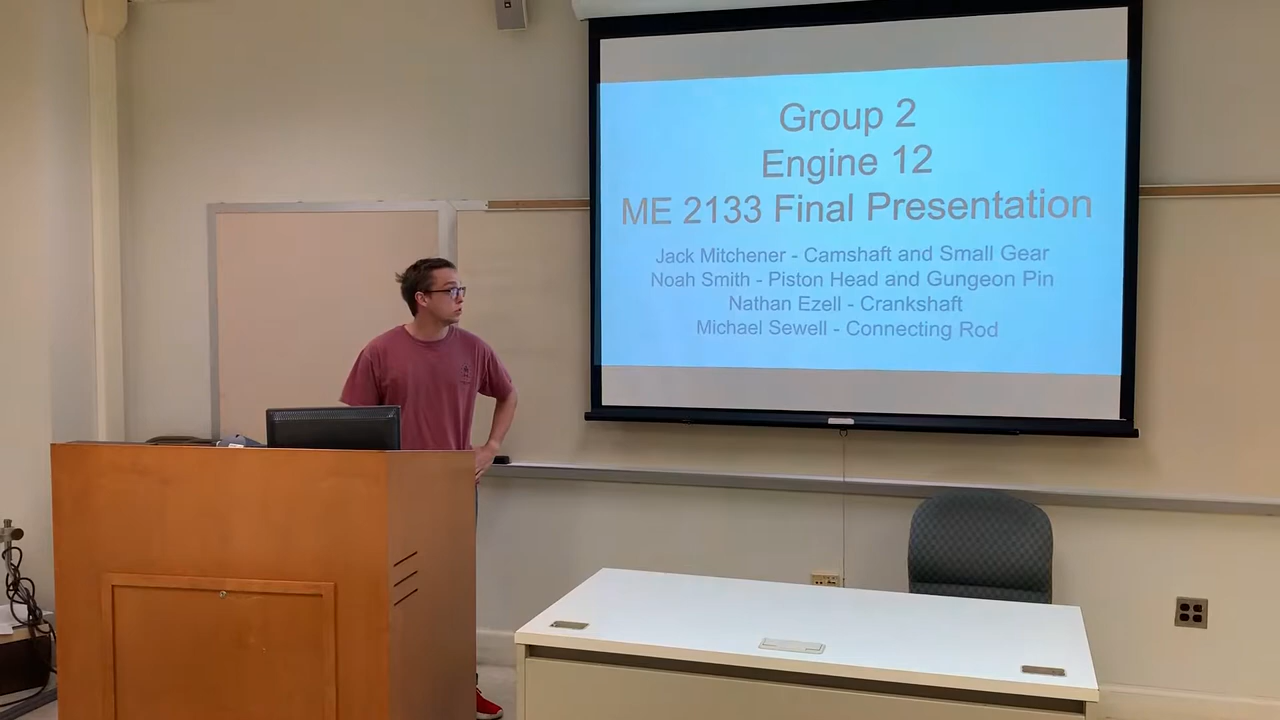 Group 2
Engine 12
ME 2133 Final Presentation
Jack Mitchener - Camshaft and Small Gear
Noah Smith - Piston Head and Gungeon Pin
Nathan Ezell - Crankshaft
Michael Sewell - Connecting Rod